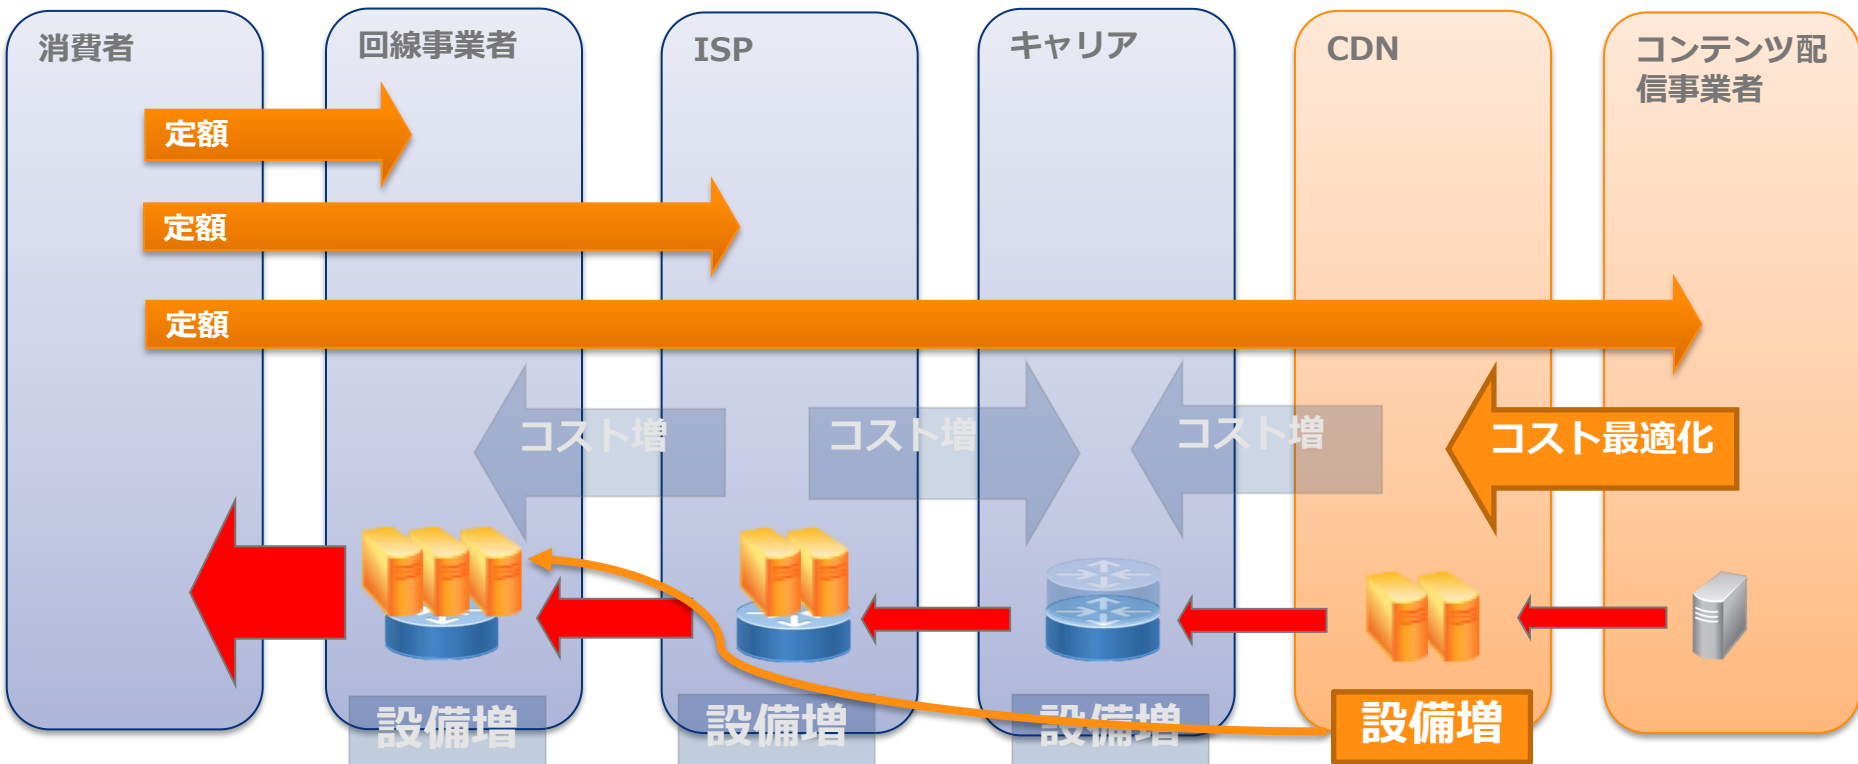 消費者
回線事業者
ISP
キャリア
CDN
コンテンツ配
信事業者
定額
定額
定額
コスト増
コスト増
コスト増
コスト最適化
設備増
設備増
設備増
設備増